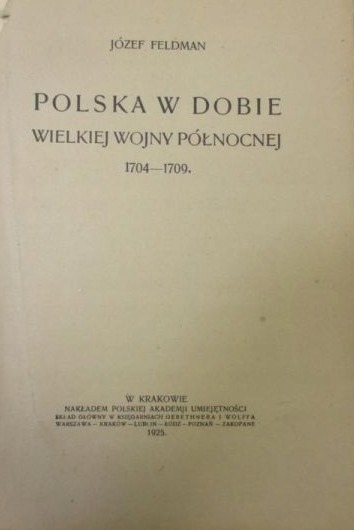 JÓZEF FELDMAN
POLSKA W DOBIE
WIELKIEJ WOJNY PÓŁNOCNEJ
1704—1709.
W KRAKOWIE
NAKŁADEM POLSKIEJ AKADEMJI UMIEJĘTNOŚCI
SKŁAD GŁÓWNY W KSIĘGARNIACH GEBETHNERA I WOLFFA
WARSZAWA — KRAKÓW — LUBLIN — ŁÓDŹ — POZNAŃ — ZAKOPANE
1925.